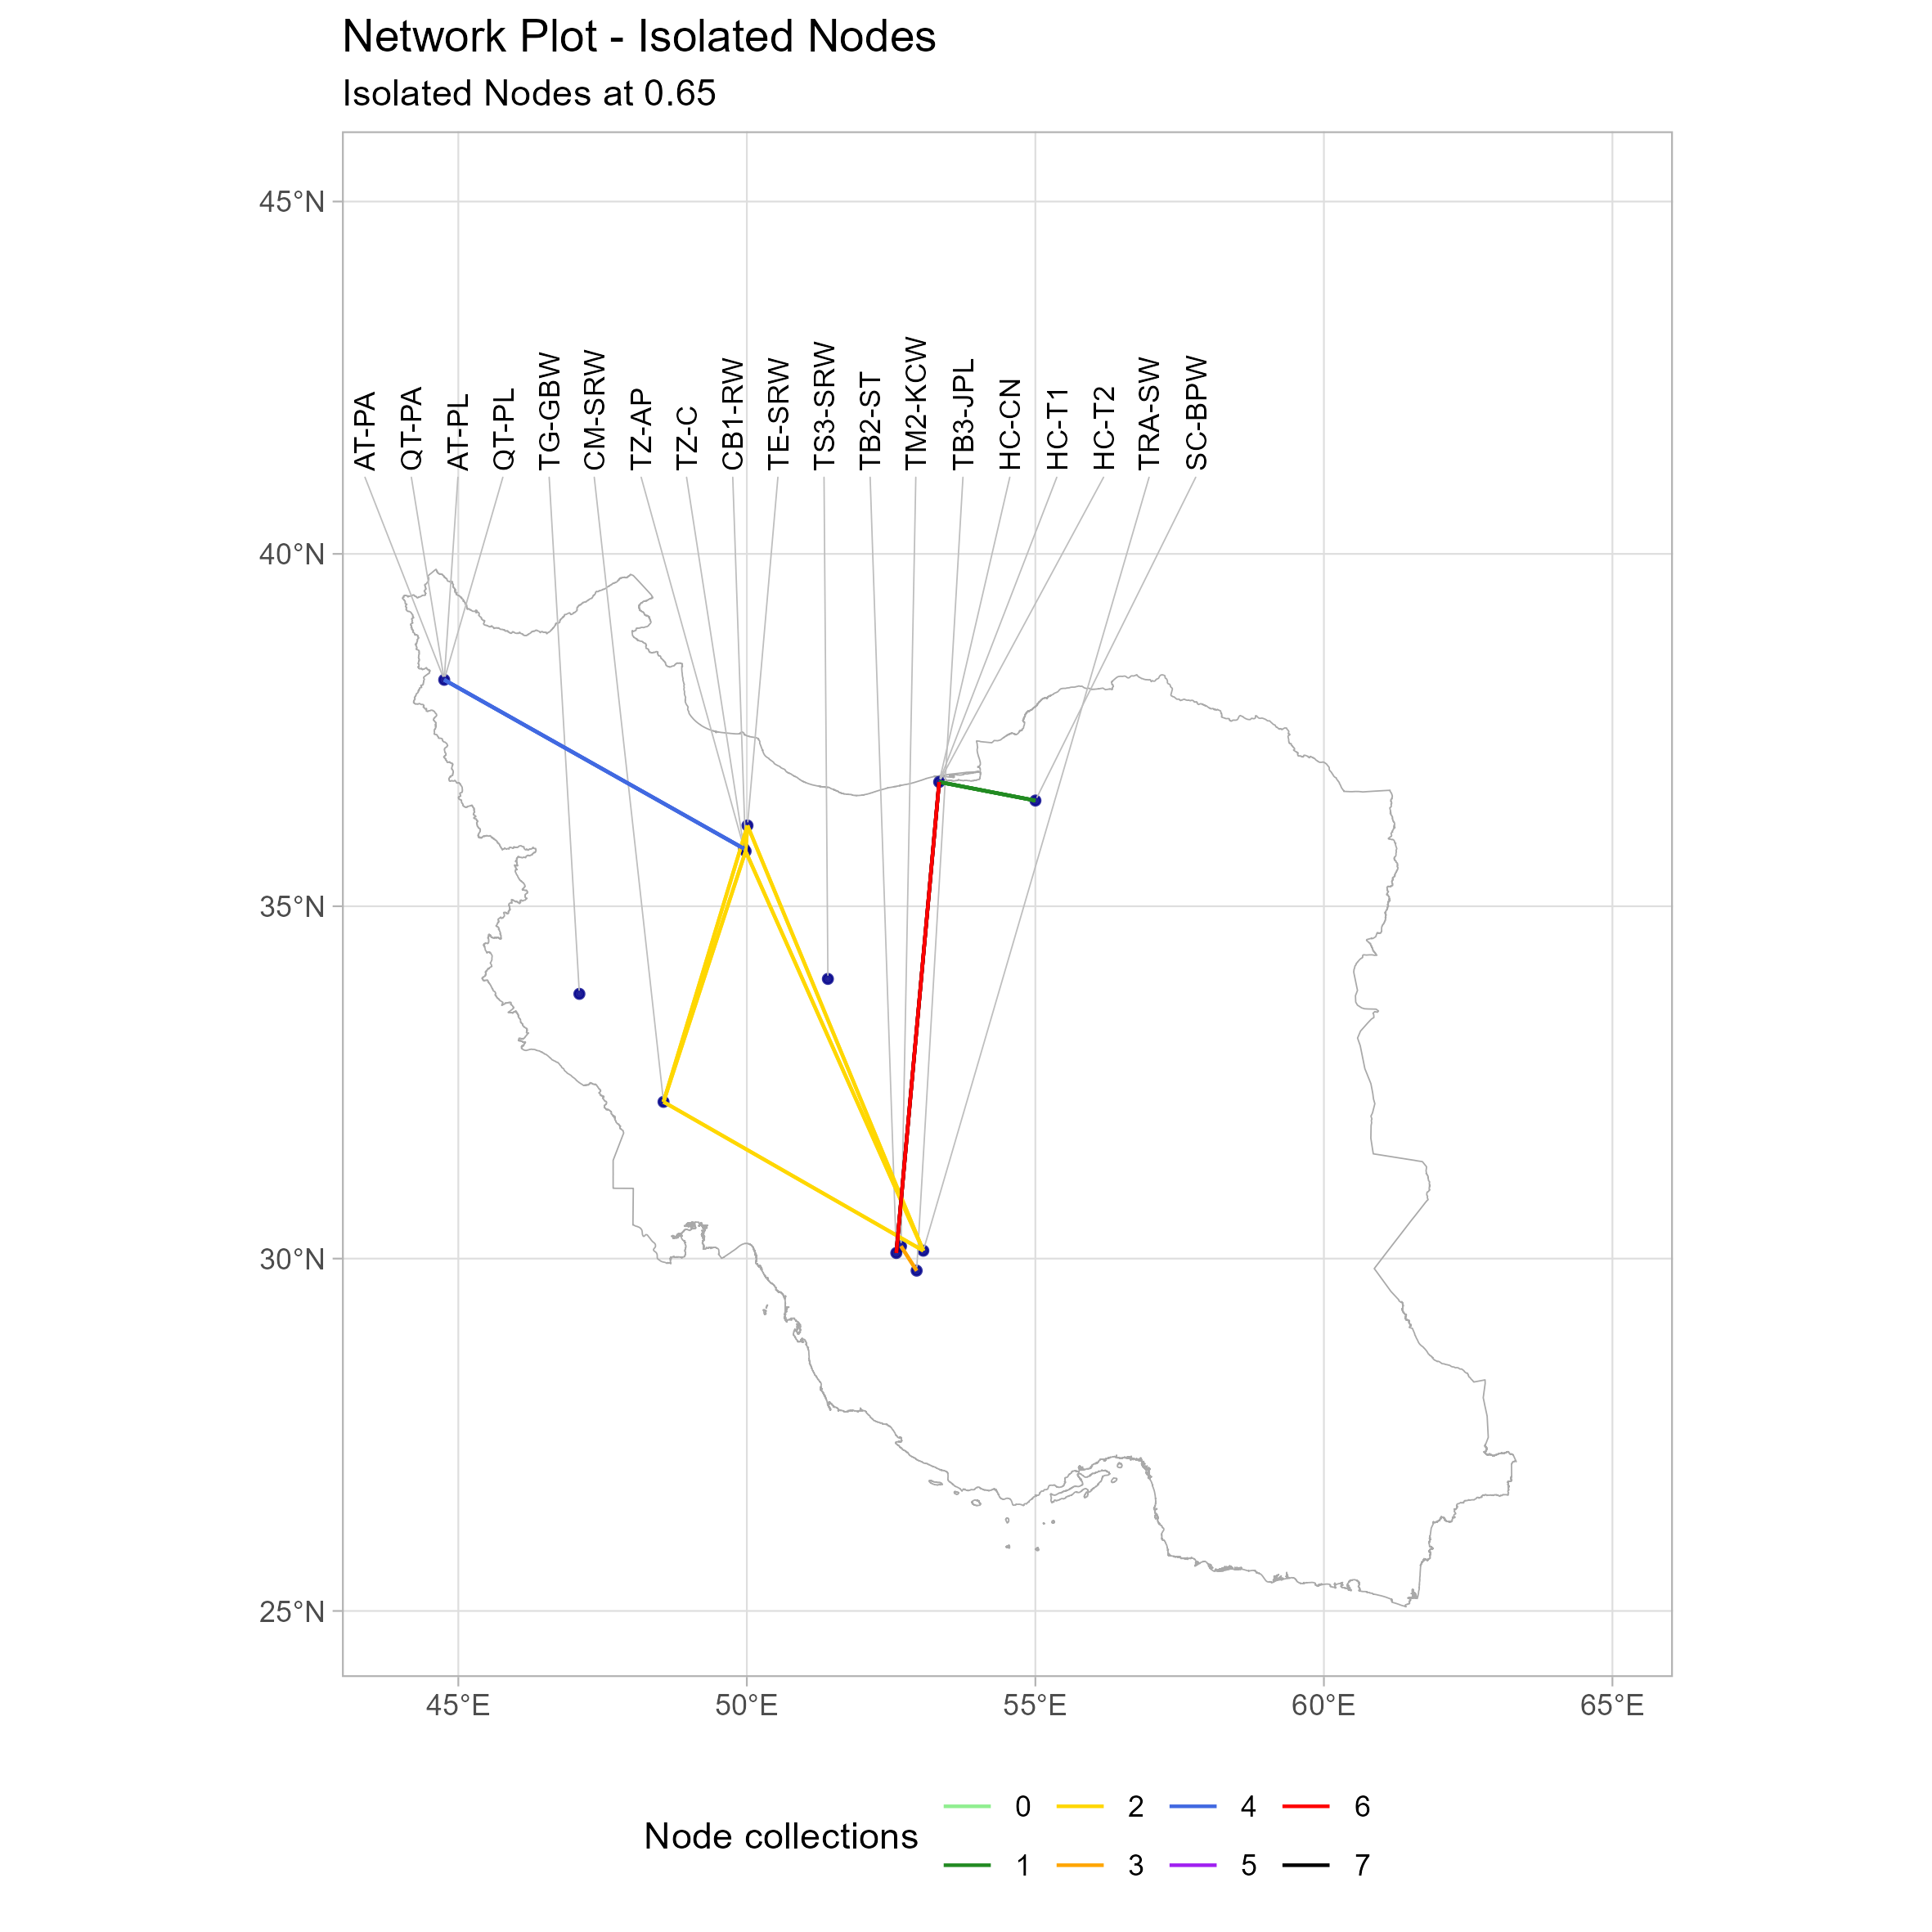 Network Plot - Isolated Nodes
Isolated Nodes at 0.65
45°N
40°N
35°N
30°N
25°N
AT-PA
QT-PA
AT-PL
QT-PL
TG-GBW
CM-SRW
TZ-AP
TZ-C
CB1-RW
TE-SRW
TS3-SRW
TB2-ST
TM2-KCW
TB3-JPL
HC-CN
HC-T1
HC-T2
TRA-SW
SC-BPW
45°E 50°E 55°E 60°E 65°E
Node collections
0 2 4 6
1 3 5 7